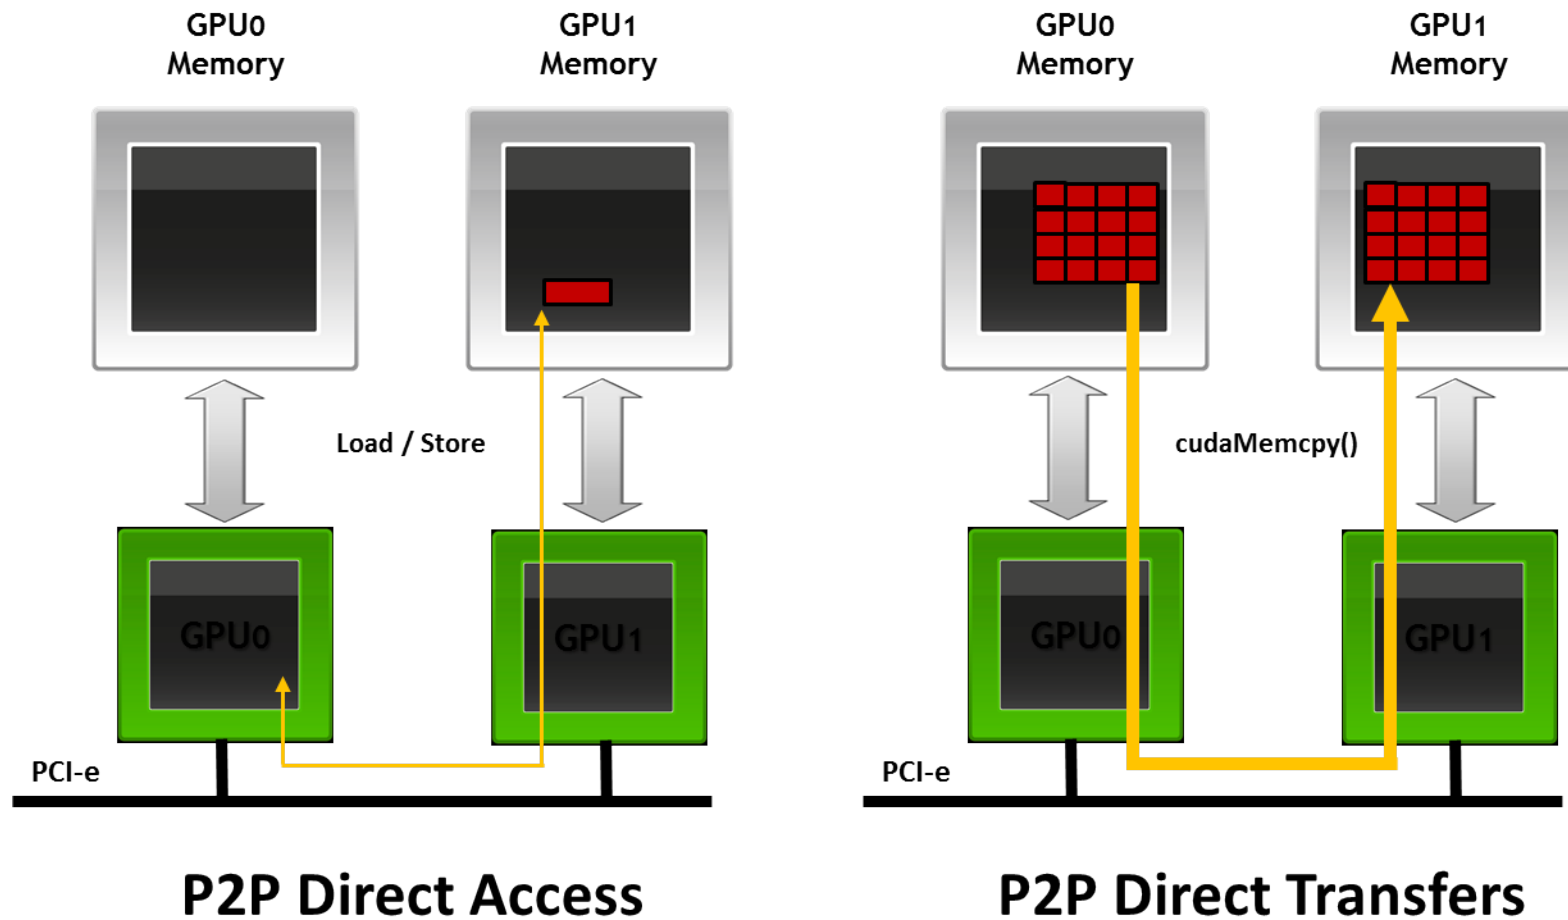 GPU0
Memory
GPU1
Memory
Load / Store
GPU0
GPU1
PCI-e
P2P Direct Access
GPU0
Memory
GPU1
Memory
cudaMemcpy()
GPU0
GPU1
PCI-e
P2P Direct Transfers